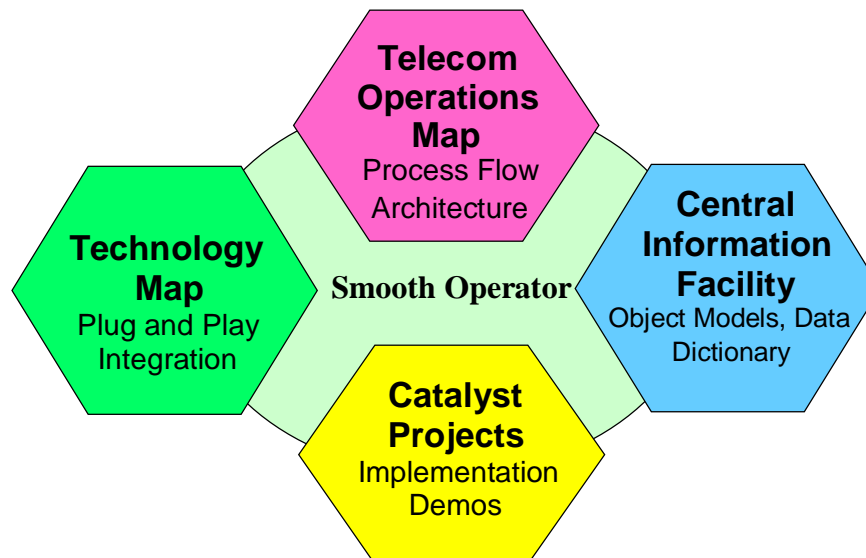 Telecom
Operations
Map
Process Flow
Architecture
Technology
Map
Plug and Play
Integration
Smooth Operator
Central
Information
Facility
Object Models, Data
Dictionary
Catalyst
Projects
Implementation
Demos